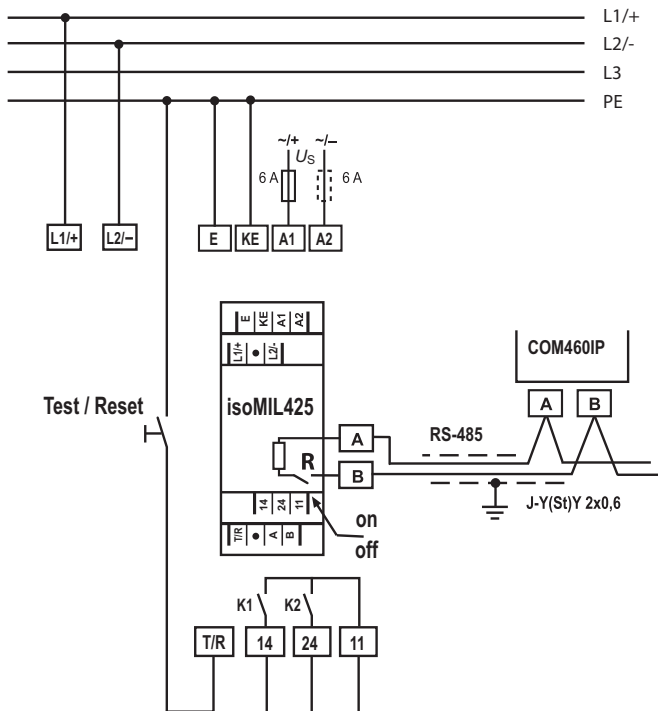 L1/+
L2/-
L3
PE
~/+ ~/–
US
6 A 6 A
L1/+ L2/– E KE A1 A2
E KE A1 A2
L1/+ • L2/-
COM460IP
Test / Reset
isoMIL425
A B
A
RS-485
R
B
14 24 11
on
J-Y(St)Y 2x0,6
T/R • A B
off
K1 K2
T/R 14 24 11